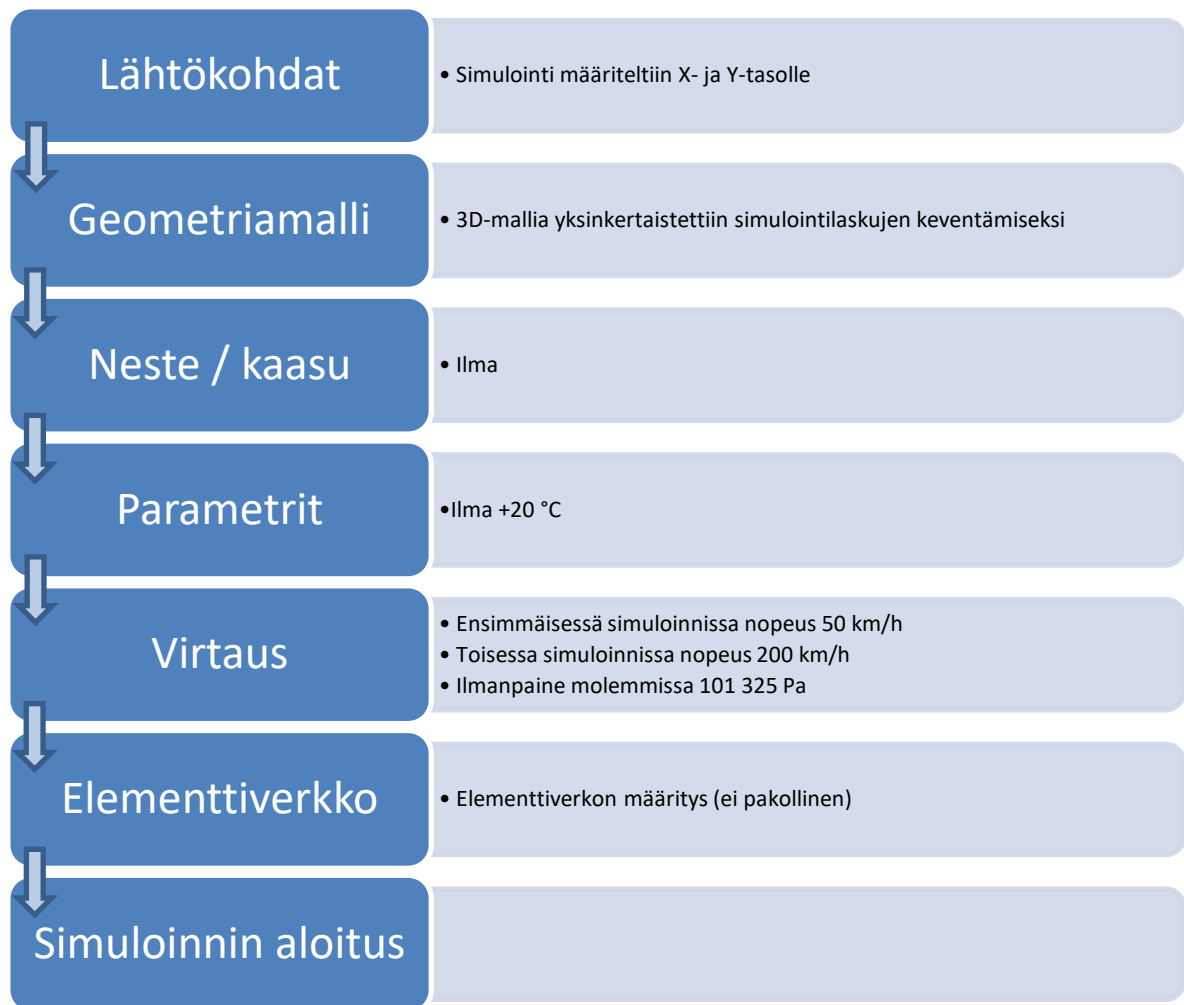 Lähtökohdat
• Simulointi määriteltiin X- ja Y-tasolle
Geometriamalli
• 3D-mallia yksinkertaistettiin simulointilaskujen keventämiseksi
Neste / kaasu
• Ilma
Parametrit
•Ilma +20 °C
Virtaus
• Ensimmäisessä simuloinnissa nopeus 50 km/h
• Toisessa simuloinnissa nopeus 200 km/h
• Ilmanpaine molemmissa 101 325 Pa
Elementtiverkko
• Elementtiverkon määritys (ei pakollinen)
Simuloinnin aloitus